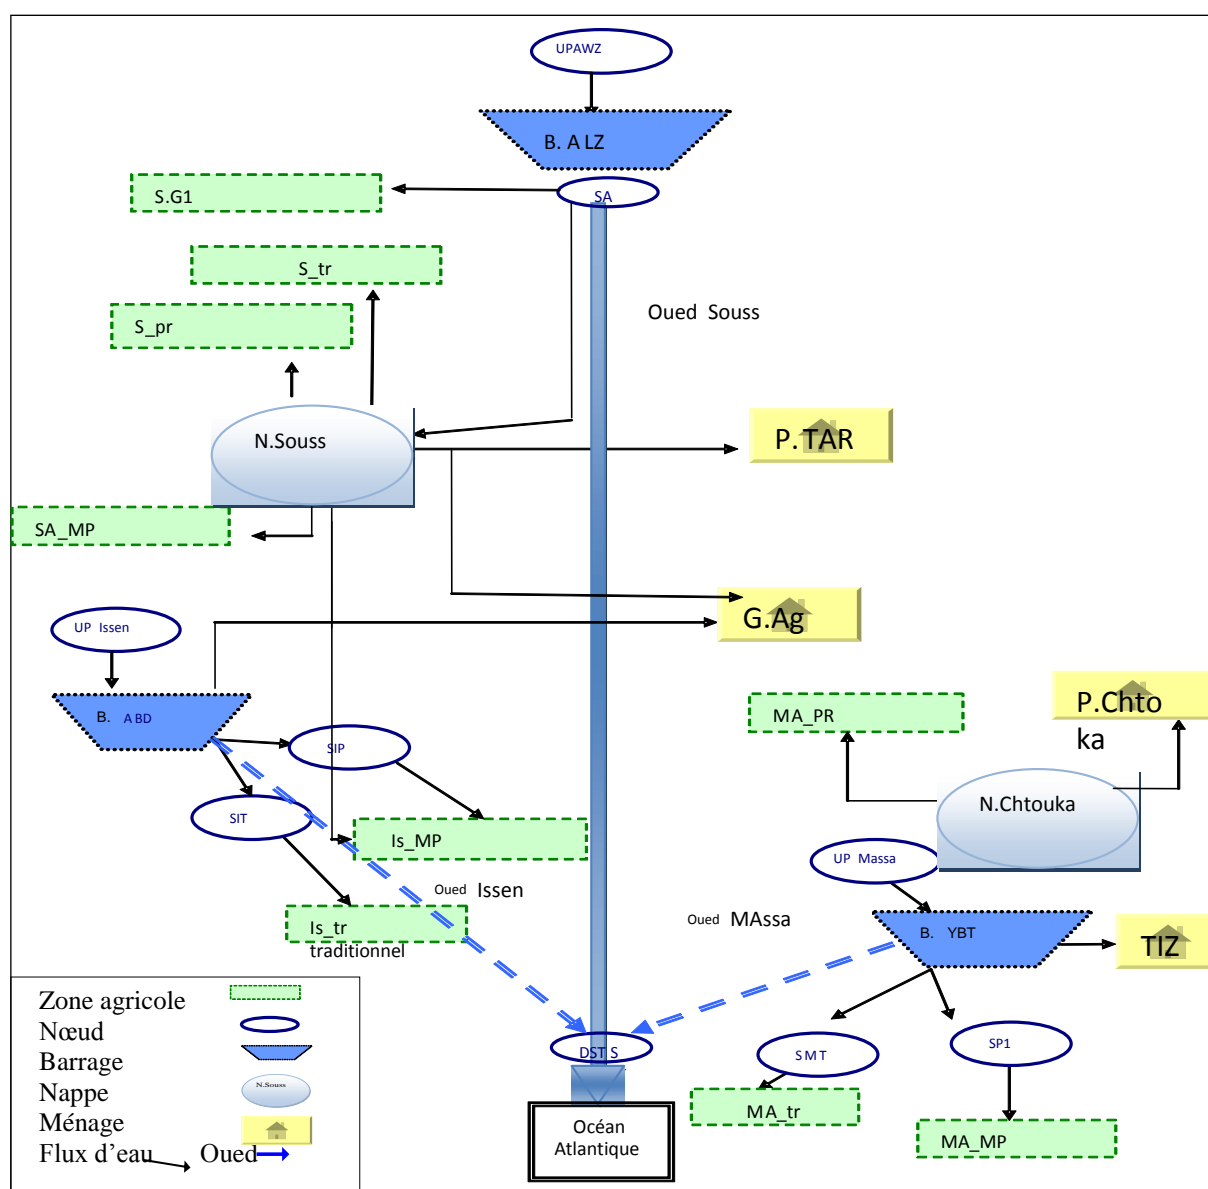 UPAWZ
B. A LZ
SA
S.G1
S_tr
S_pr
Oued Souss
N.Souss
P.TAR
SA_MP
G.Ag
UP Issen
B. ABD
SIP
SIT
Is_MP
Oued Issen
Is_tr
traditionnel
MA_PR
P.Chto
ka
N.Chtouka
UP Massa
Oued MAssa
B. YBT
TIZ
DST S
S M T
SP1
MA_tr
MA_MP
Océan
Atlantique
Zone agricole
Nœud
Barrage
Nappe
N.Souss
Ménage
Flux d'eau Oued